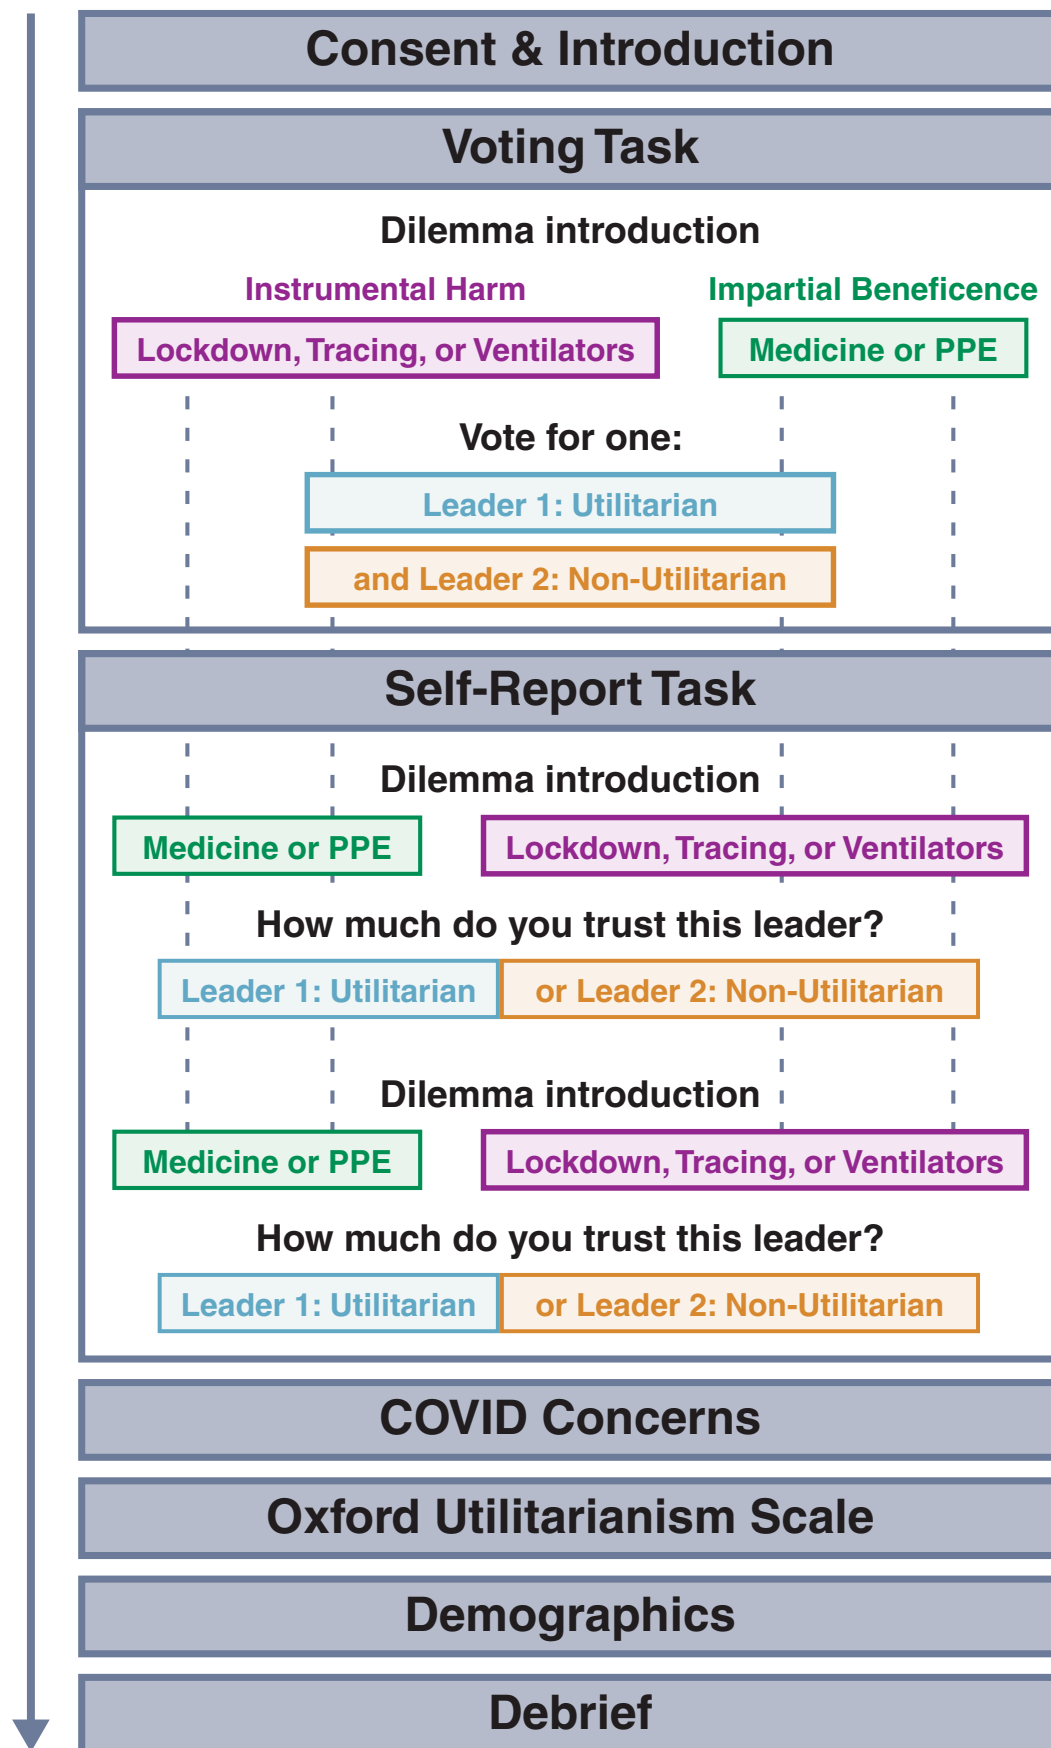 Consent & Introduction
Voting Task
Dilemma introduction
Instrumental Harm
Impartial Beneficence
Lockdown, Tracing, or Ventilators
Medicine or PPE
Vote for one:
Leader 1: Utilitarian
and Leader 2: Non-Utilitarian
Self-Report Task
Dilemma introduction
Medicine or PPE
Lockdown, Tracing, or Ventilators
How much do you trust this leader?
Leader 1: Utilitarian
or Leader 2: Non-Utilitarian
Dilemma introduction
Medicine or PPE
Lockdown, Tracing, or Ventilators
How much do you trust this leader?
Leader 1: Utilitarian
or Leader 2: Non-Utilitarian
COVID Concerns
Oxford Utilitarianism Scale
Demographics
Debrief